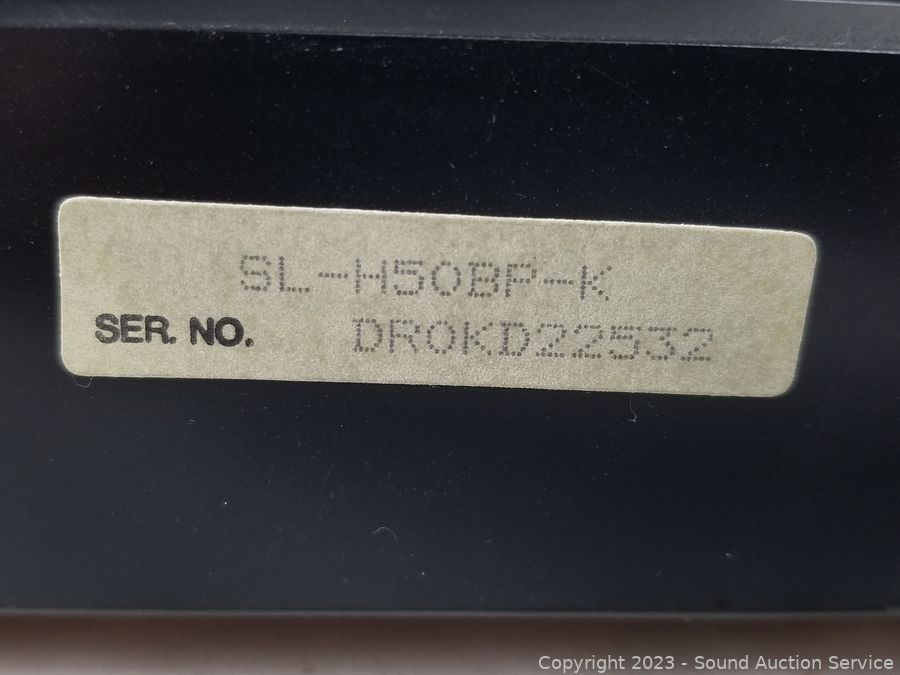 SL-H50BP-K
SER. NO. DR0KD22532
Copyright 2023 - Sound Auction Service